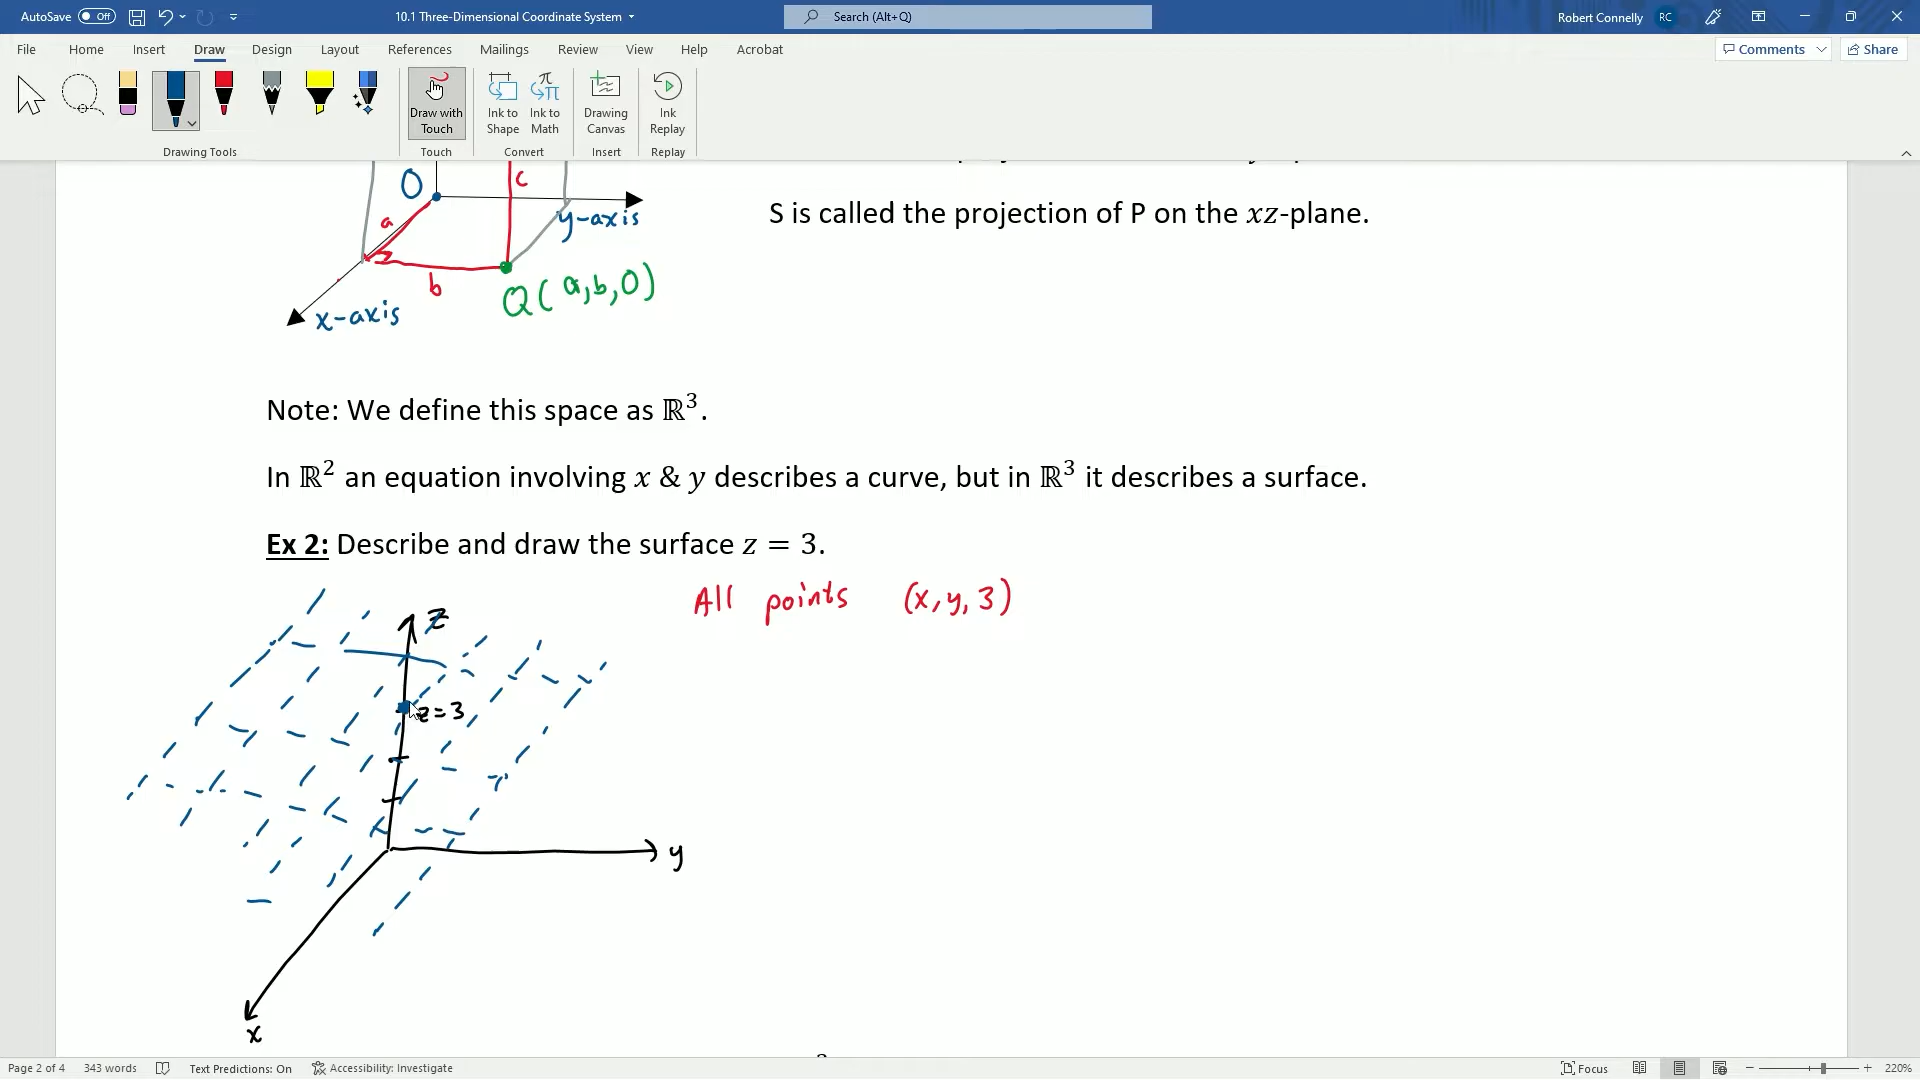 AutoSave Off
10.1 Three-Dimensional Coordinate System
Search (Alt+Q)
Robert Connelly RC
File Home Insert Draw Design Layout References Mailings Review View Help Acrobat
Comments Share
Draw with Touch
Ink to Shape
Ink to Math
Drawing Canvas
Ink Replay
Drawing Tools Touch Convert Insert Replay
O
c
a
y-axis
S is called the projection of P on the xz-plane.
b
Q(a,b,0)
x-axis
Note: We define this space as ℝ³.
In ℝ² an equation involving x & y describes a curve, but in ℝ³ it describes a surface.
Ex 2: Describe and draw the surface z = 3.
All points (x,y,3)
z
z=3
y
x
Page 2 of 4 343 words Text Predictions: On Accessibility: Investigate Focus 220%